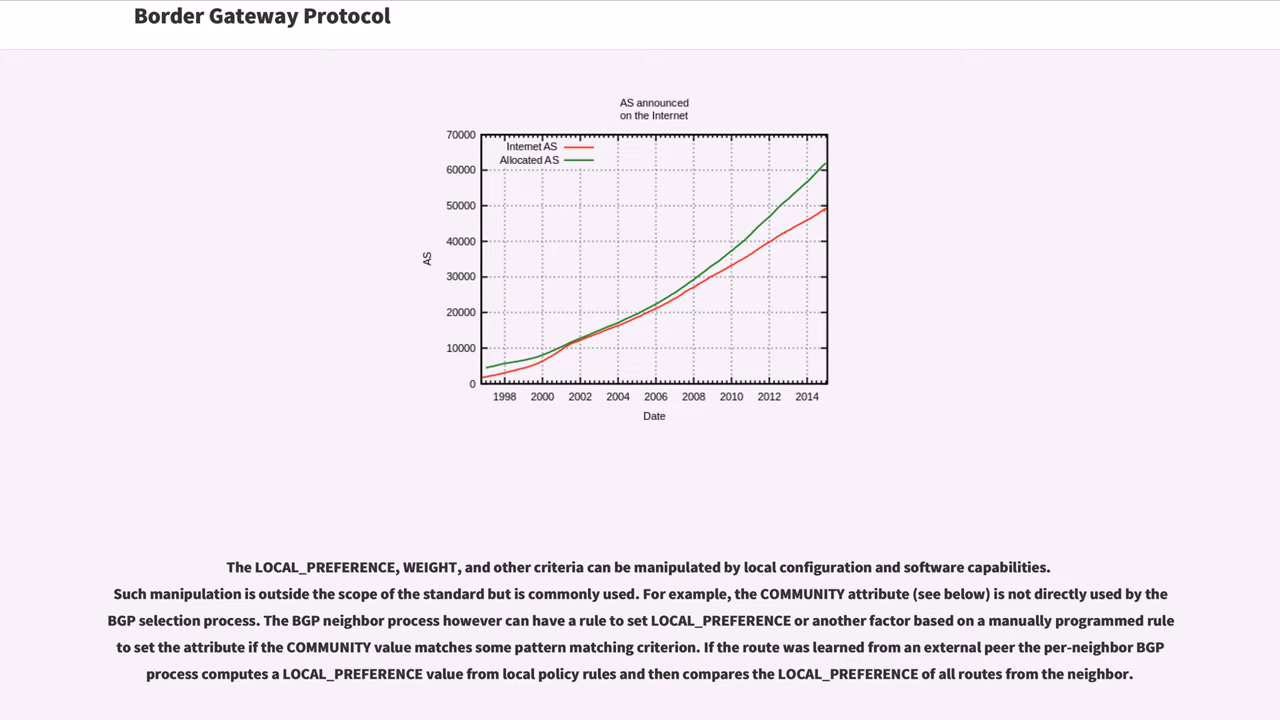 Border Gateway Protocol
AS announced
on the Internet
Internet AS
Allocated AS
70000
60000
50000
40000
30000
20000
10000
0
AS
1998 2000 2002 2004 2006 2008 2010 2012 2014
Date
The LOCAL_PREFERENCE, WEIGHT, and other criteria can be manipulated by local configuration and software capabilities.
Such manipulation is outside the scope of the standard but is commonly used. For example, the COMMUNITY attribute (see below) is not directly used by the
BGP selection process. The BGP neighbor process however can have a rule to set LOCAL_PREFERENCE or another factor based on a manually programmed rule
to set the attribute if the COMMUNITY value matches some pattern matching criterion. If the route was learned from an external peer the per-neighbor BGP
process computes a LOCAL_PREFERENCE value from local policy rules and then compares the LOCAL_PREFERENCE of all routes from the neighbor.